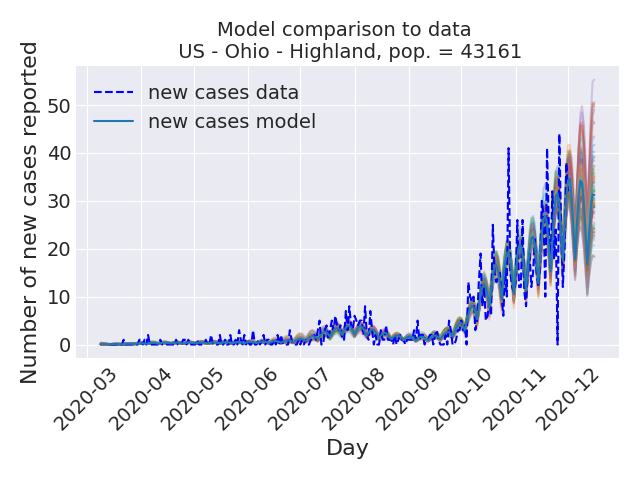 Model comparison to data
US - Ohio - Highland, pop. = 43161
Number of new cases reported
new cases data
new cases model
50
40
30
20
10
0
2020-03
2020-04
2020-05
2020-06
2020-07
2020-08
2020-09
2020-10
2020-11
2020-12
Day